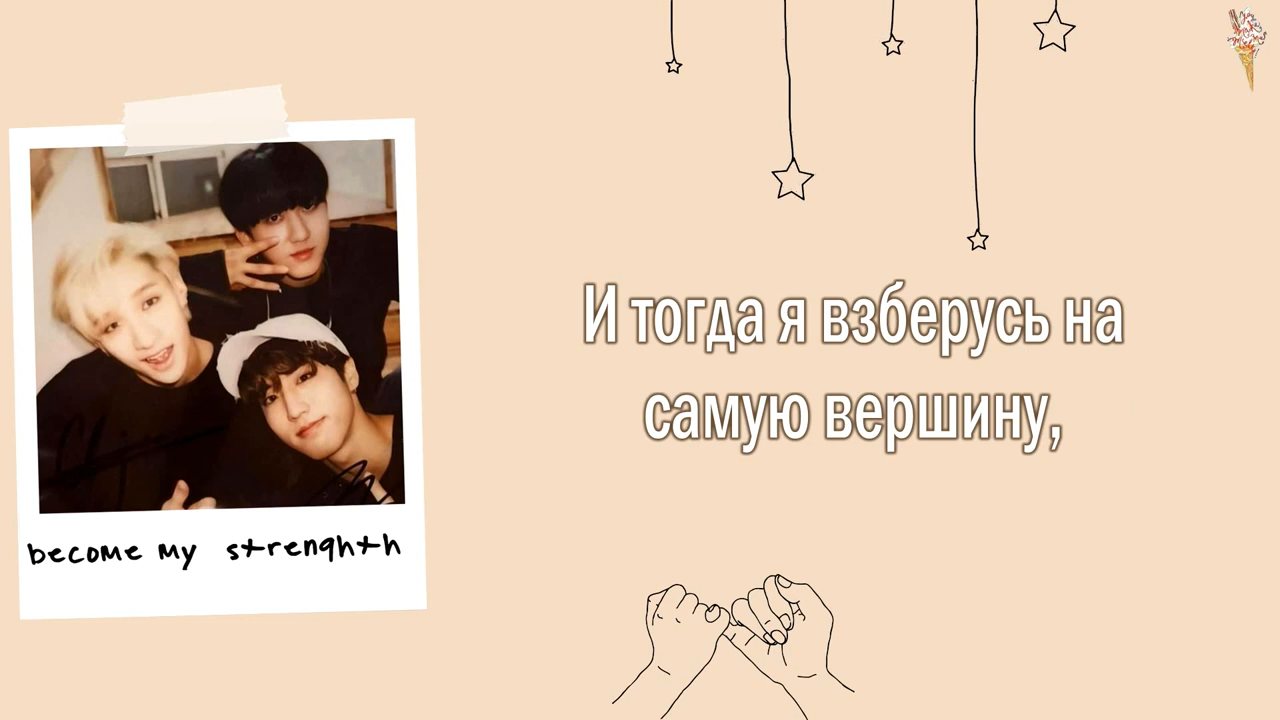 И тогда я взберусь на
самую вершину,
become my strenghth